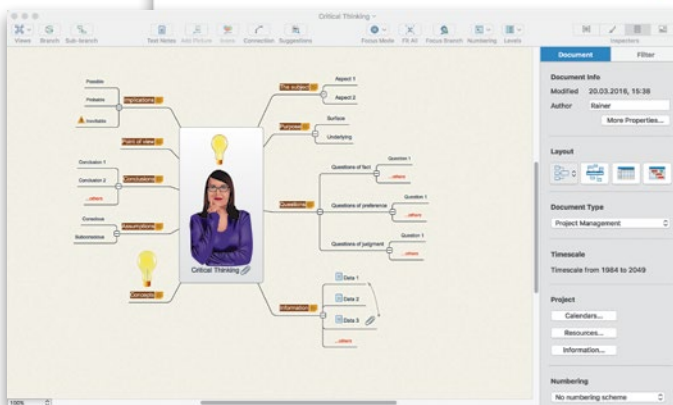 Critical Thinking
Views Branch Sub-branch Text Notes Add Picture Connection Suggestions Focus Mode Fit All Focus Branch Numbering Levels Inspectors
Document Filter
Document Info
Modified 20.03.2018, 15:38
Author Rainer
More Properties...
Layout
Document Type
Project Management
Timescale
Timescale from 1984 to 2049
Project
Calendars...
Resources...
Information...
Numbering
No numbering scheme
Possible
Probable
Inevitable
Implications
Point of view
Conclusion 1
Conclusion 2
...others
Conclusions
Conscious
Subconscious
Assumptions
Concepts
Critical Thinking
The subject
Aspect 1
Aspect 2
Purpose
Surface
Underlying
Questions
Questions of fact
Question 1
...others
Questions of preference
Question 1
...others
Questions of judgment
Question 1
...others
Information
Data 1
Data 2
Data 3
...others
100%